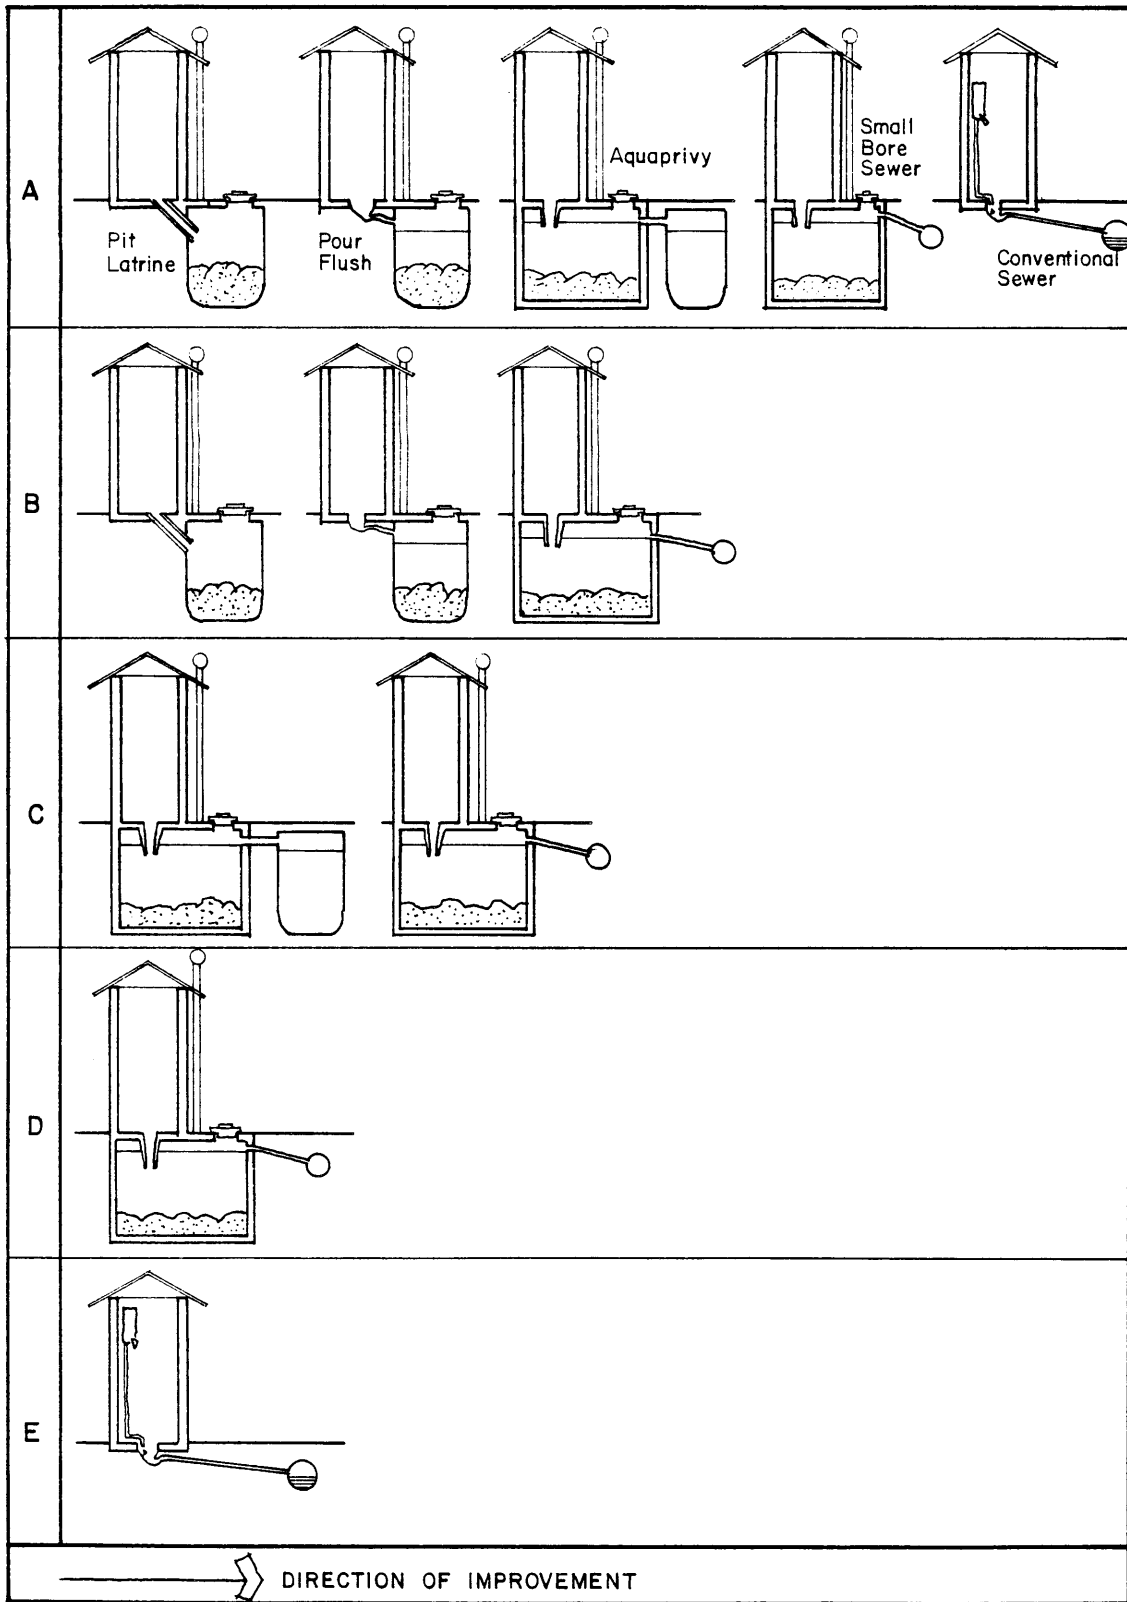 A
Pit
Latrine
Pour
Flush
Aquaprivy
Small
Bore
Sewer
Conventional
Sewer
B
C
D
E
DIRECTION OF IMPROVEMENT